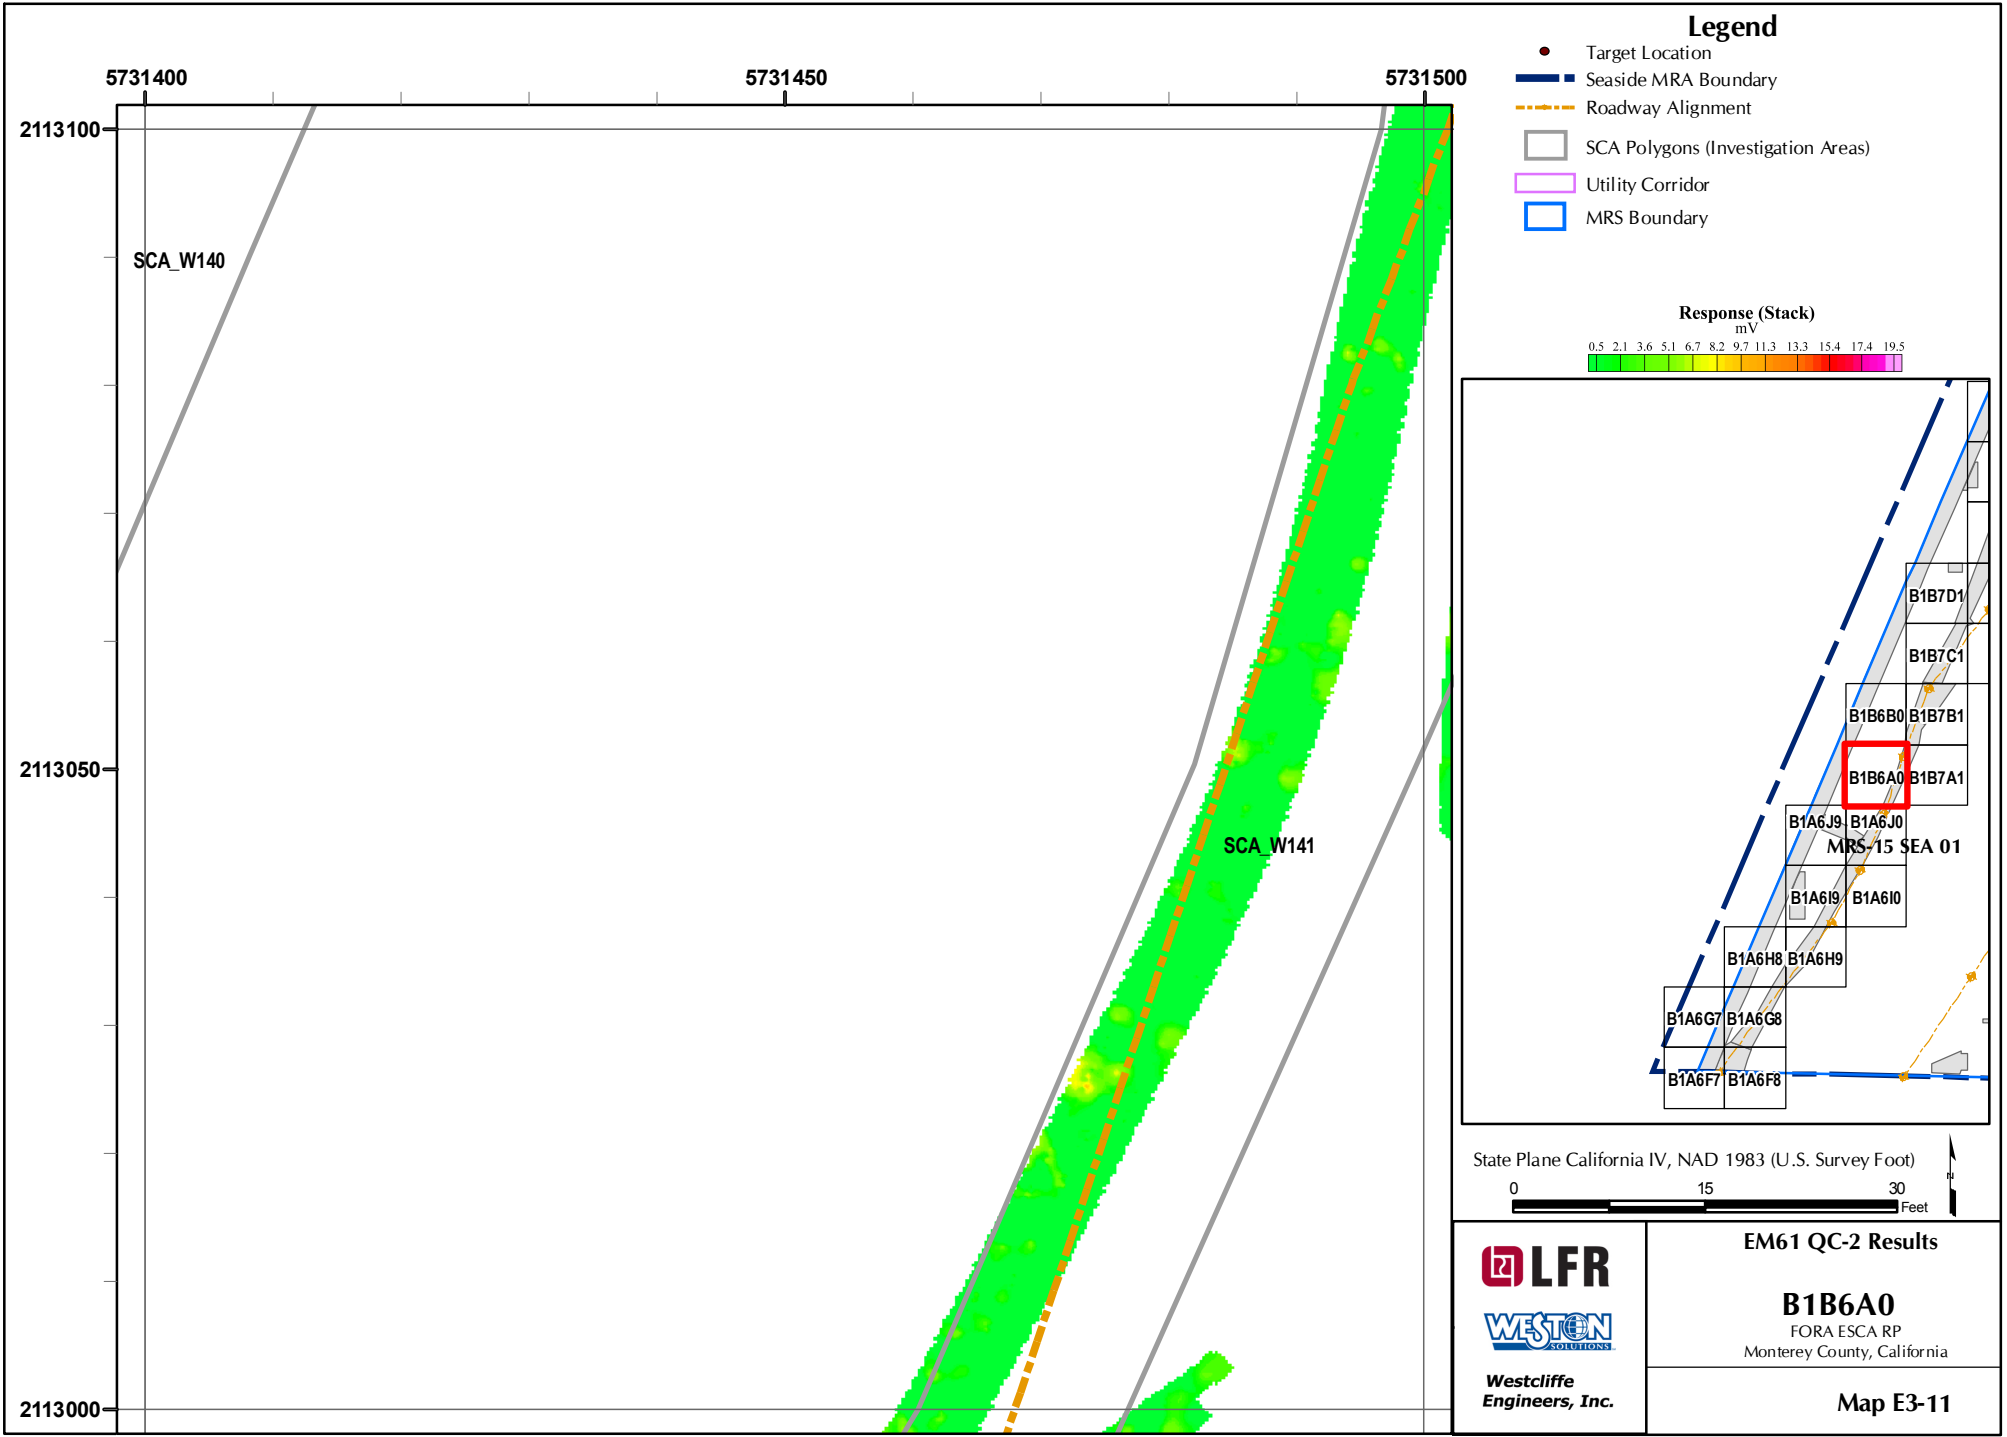 Legend
Target Location
Seaside MRA Boundary
Roadway Alignment
SCA Polygons (Investigation Areas)
Utility Corridor
MRS Boundary
5731400 5731450 5731500
2113100
2113050
2113000
SCA_W140
SCA_W141
Response (Stack)
mV
0.5 2.1 3.6 5.1 6.7 8.2 9.7 11.3 13.3 15.4 17.4 19.5
B1B7D1
B1B7C1
B1B6B0 B1B7B1
B1B6A0 B1B7A1
B1A6J9 B1A6J0
MRS-15 SEA 01
B1A6I9 B1A6I0
B1A6H8 B1A6H9
B1A6G7 B1A6G8
B1A6F7 B1A6F8
State Plane California IV, NAD 1983 (U.S. Survey Foot)
0 15 30
Feet
N
LFR
WESTON
SOLUTIONS
Westcliffe
Engineers, Inc.
EM61 QC-2 Results
B1B6A0
FORA ESCA RP
Monterey County, California
Map E3-11